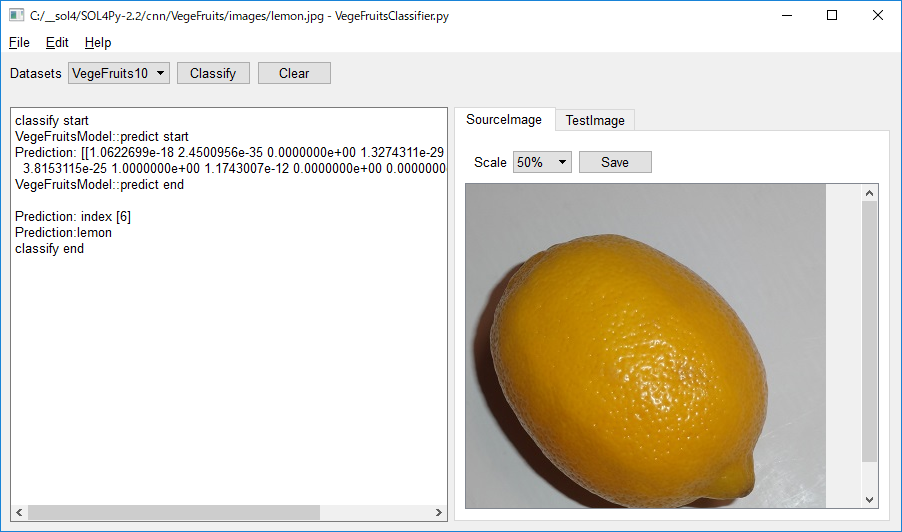 C:/__sol4/SOL4Py-2.2/cnn/VegeFruits/images/lemon.jpg - VegeFruitsClassifier.py
File Edit Help
Datasets VegeFruits10 Classify Clear
classify start
VegeFruitsModel::predict start
Prediction: [[1.0622699e-18 2.4500956e-35 0.0000000e+00 1.3274311e-29
3.8153115e-25 1.0000000e+00 1.1743007e-12 0.0000000e+00 0.0000000
VegeFruitsModel::predict end
Prediction: index [6]
Prediction:lemon
classify end
SourceImage TestImage
Scale 50% Save